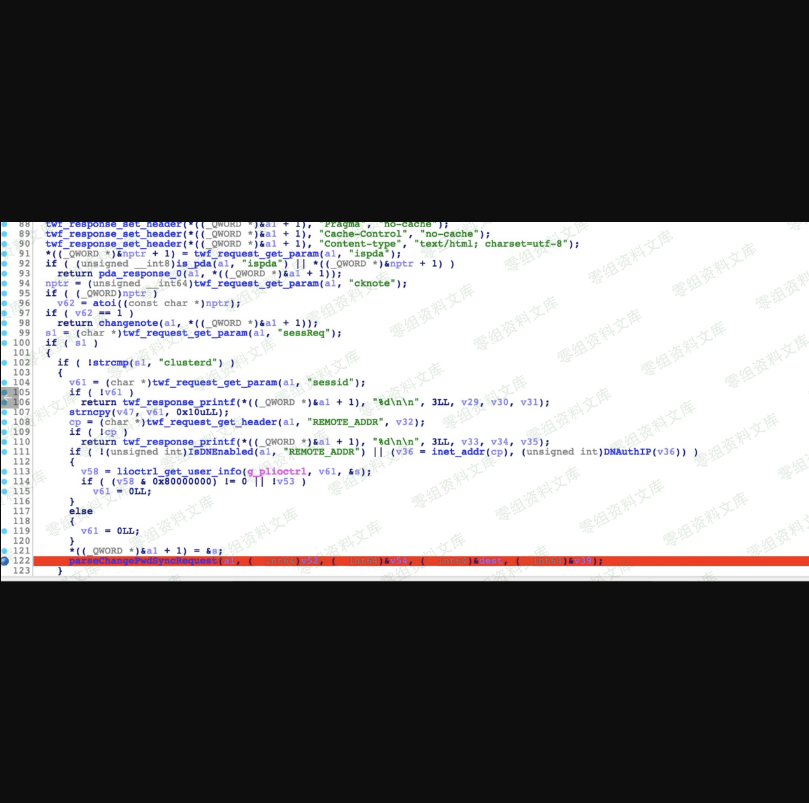 88 twf_response_set_header(*((_QWORD *)&a1 + 1), "Pragma", "no-cache");
89 twf_response_set_header(*((_QWORD *)&a1 + 1), "Cache-Control", "no-cache");
90 twf_response_set_header(*((_QWORD *)&a1 + 1), "Content-type", "text/html; charset=utf-8");
91 *((_QWORD *)&nptr + 1) = twf_request_get_param(a1, "ispda");
92 if ( (unsigned __int8)is_pda(a1, "ispda") || *((_QWORD *)&nptr + 1) )
93 return pda_response_0(a1, *((_QWORD *)&a1 + 1));
94 nptr = (unsigned __int64)twf_request_get_param(a1, "cknote");
95 if ( (_QWORD)nptr )
96 v62 = atoi((const char *)nptr);
97 if ( v62 == 1 )
98 return changenote(a1, *((_QWORD *)&a1 + 1));
99 s1 = (char *)twf_request_get_param(a1, "sessReq");
100 if ( s1 )
101 {
102 if ( !strcmp(s1, "clusterd") )
103 {
104 v61 = (char *)twf_request_get_param(a1, "sessid");
105 if ( !v61 )
106 return twf_response_printf(*((_QWORD *)&a1 + 1), "%d\n\n", 3LL, v29, v30, v31);
107 strncpy(v47, v61, 0x10uLL);
108 cp = (char *)twf_request_get_header(a1, "REMOTE_ADDR", v32);
109 if ( !cp )
110 return twf_response_printf(*((_QWORD *)&a1 + 1), "%d\n\n", 3LL, v33, v34, v35);
111 if ( !(unsigned int)IsDNEnabled(a1, "REMOTE_ADDR") || (v36 = inet_addr(cp), (unsigned int)DNAuthIP(v36)) )
112 {
113 v58 = lioctrl_get_user_info(g_plioctrl, v61, &s);
114 if ( (v58 & 0x80000000) != 0 || !v53 )
115 v61 = 0LL;
116 }
117 else
118 {
119 v61 = 0LL;
120 }
121 *((_QWORD *)&a1 + 1) = &s;
122 parseChangePwdSyncRequest(a1, (
123 }
零组资料文库